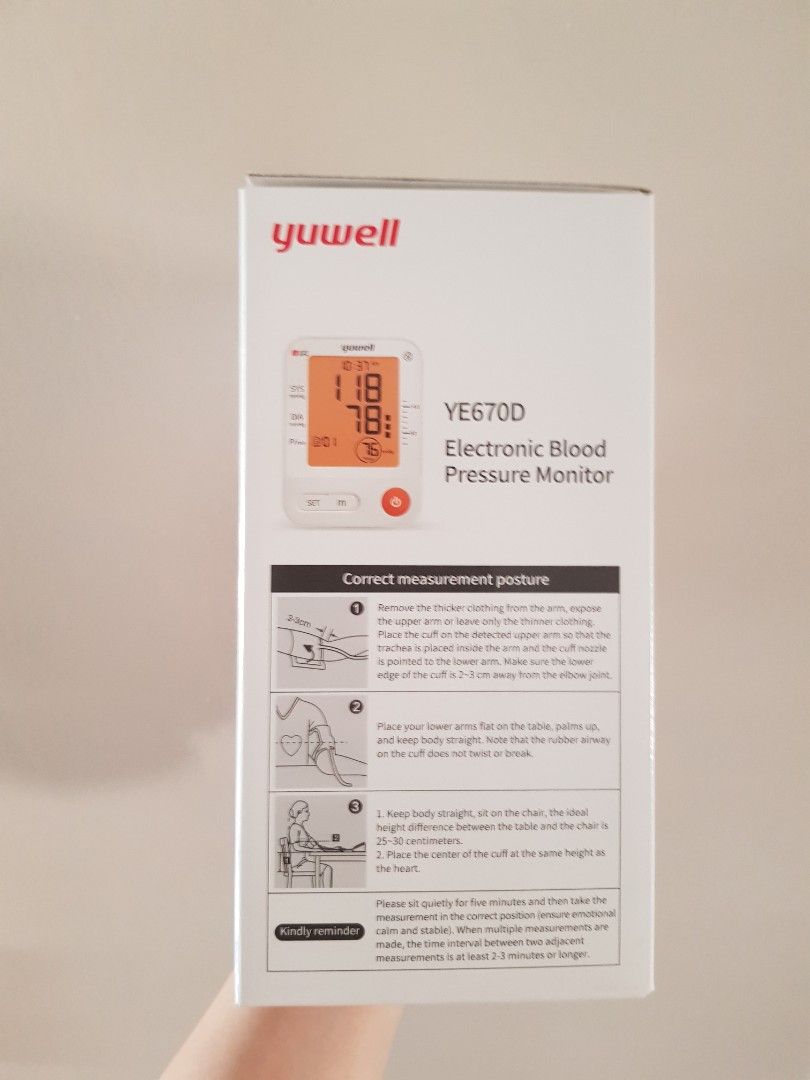 yuwell
yuwell
10:37
SYS
118
DIA
78
P/min
76
SET m
YE670D
Electronic Blood
Pressure Monitor
Correct measurement posture
1
2-3cm
Remove the thicker clothing from the arm, expose
the upper arm or leave only the thinner clothing.
Place the cuff on the detected upper arm so that the
trachea is placed inside the arm and the cuff nozzle
is pointed to the lower arm. Make sure the lower
edge of the cuff is 2~3 cm away from the elbow joint.
2
Place your lower arms flat on the table, palms up,
and keep body straight. Note that the rubber airway
on the cuff does not twist or break.
3
1. Keep body straight, sit on the chair, the ideal
height difference between the table and the chair is
25~30 centimeters.
2. Place the center of the cuff at the same height as
the heart.
Kindly reminder
Please sit quietly for five minutes and then take the
measurement in the correct position (ensure emotional
calm and stable). When multiple measurements are
made, the time interval between two adjacent
measurements is at least 2-3 minutes or longer.